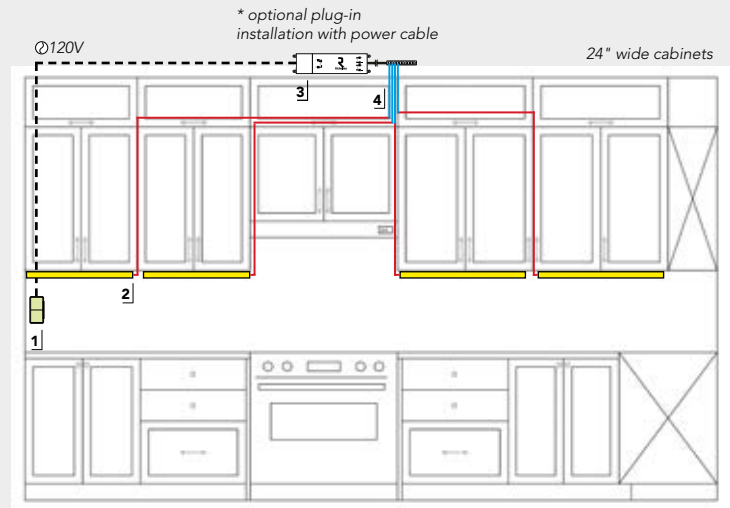 * optional plug-in
installation with power cable
120V
24" wide cabinets
3
4
2
1